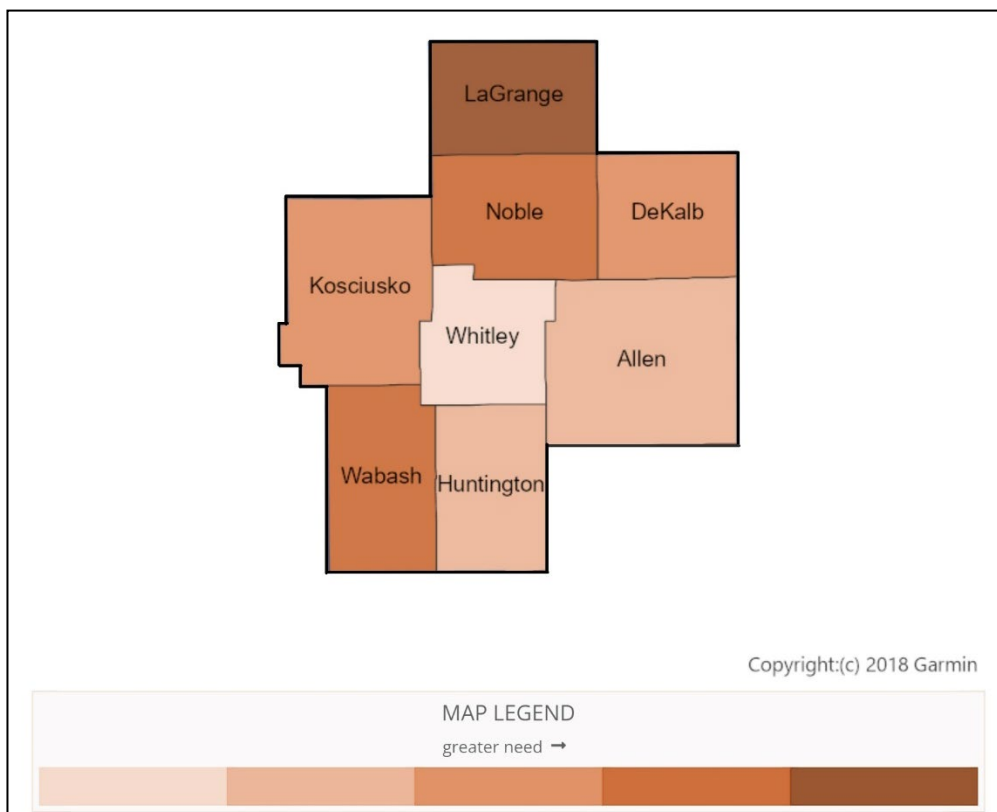 LaGrange
Noble
DeKalb
Kosciusko
Whitley
Allen
Wabash
Huntington
Copyright:(c) 2018 Garmin
MAP LEGEND
greater need →